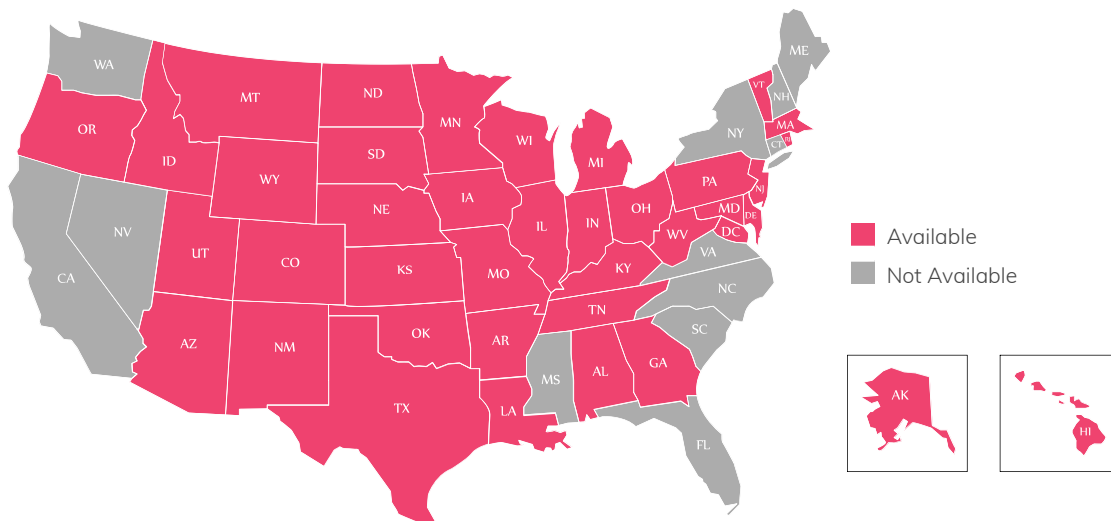 WA
MT
ND
MN
OR
ID
WY
SD
WI
MI
NY
VT
NH
ME
MA
CT
RI
NV
CA
UT
CO
NE
IA
IL
IN
OH
PA
NJ
MD
DE
DC
WV
VA
KS
MO
KY
NC
TN
SC
AZ
NM
OK
AR
MS
AL
GA
TX
LA
FL
Available
Not Available
AK
HI